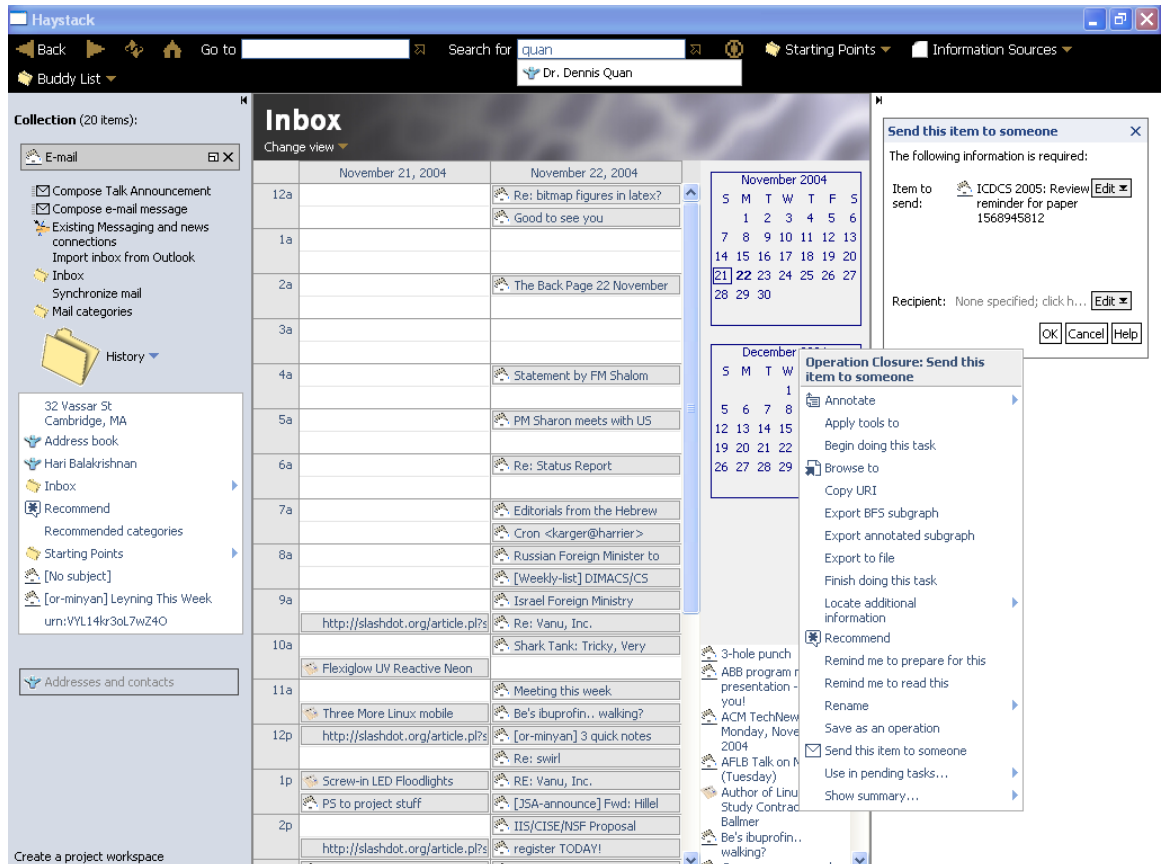 Haystack
Back Go to Search for quan Starting Points Information Sources
Dr. Dennis Quan
Buddy List
Collection (20 items):
E-mail
Compose Talk Announcement
Compose e-mail message
Existing Messaging and news
connections
Import inbox from Outlook
Inbox
Synchronize mail
Mail categories
History
32 Vassar St
Cambridge, MA
Address book
Hari Balakrishnan
Inbox
Recommend
Recommended categories
Starting Points
[No subject]
[or-minyan] Leyning This Week
urn:VYL14kr3oL7wZ4O
Addresses and contacts
Create a project workspace
Inbox
Change view
November 21, 2004 November 22, 2004
12a Re: bitmap figures in latex?
Good to see you
1a
2a The Back Page 22 November
3a
4a Statement by FM Shalom
5a PM Sharon meets with US
6a Re: Status Report
7a Editorials from the Hebrew
Cron <karger@harrier>
8a Russian Foreign Minister to
[Weekly-list] DIMACS/CS
9a Israel Foreign Ministry
http://slashdot.org/article.pl?s Re: Vanu, Inc.
10a Shark Tank: Tricky, Very
Flexiglow UV Reactive Neon
11a Meeting this week
Three More Linux mobile Be's ibuprofin.. walking?
12p http://slashdot.org/article.pl?s [or-minyan] 3 quick notes
Re: swirl
1p Screw-in LED Floodlights RE: Vanu, Inc.
PS to project stuff [JSA-announce] Fwd: Hillel
2p IIS/CISE/NSF Proposal
http://slashdot.org/article.pl?s register TODAY!
November 2004
S M T W T F S
1 2 3 4 5 6
7 8 9 10 11 12 13
14 15 16 17 18 19 20
21 22 23 24 25 26 27
28 29 30
December
S M T W
1
5 6 7 8
12 13 14 15
19 20 21 22
26 27 28 29
3-hole punch
ABB program
presentation -
you!
ACM TechNew
Monday, Nove
2004
AFLB Talk on
(Tuesday)
Author of Linu
Study Contrad
Ballmer
Be's ibuprofin..
walking?
Send this item to someone
The following information is required:
Item to send: ICDCS 2005: Review reminder for paper 1568945812 Edit
Recipient: None specified; click h... Edit
OK Cancel Help
Operation Closure: Send this
item to someone
Annotate
Apply tools to
Begin doing this task
Browse to
Copy URI
Export BFS subgraph
Export annotated subgraph
Export to file
Finish doing this task
Locate additional
information
Recommend
Remind me to prepare for this
Remind me to read this
Rename
Save as an operation
Send this item to someone
Use in pending tasks...
Show summary...